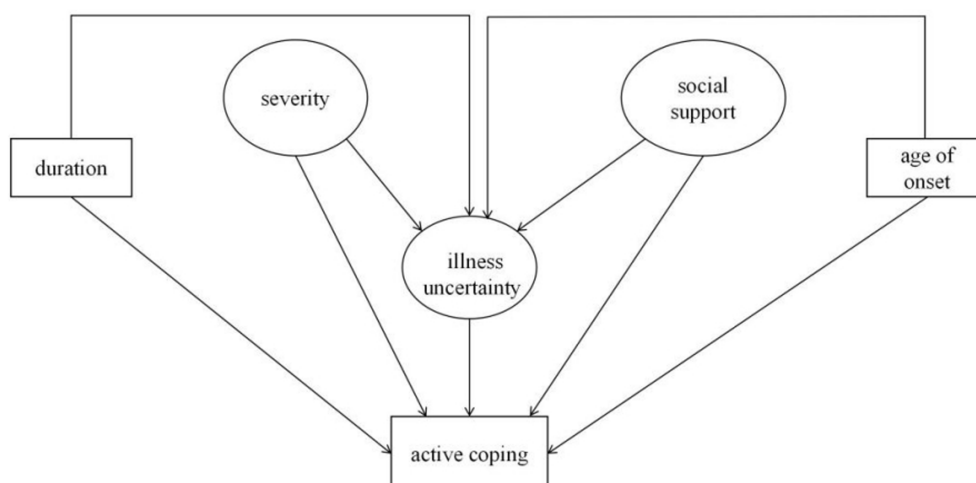 severity
social
support
duration
age of
onset
illness
uncertainty
active coping